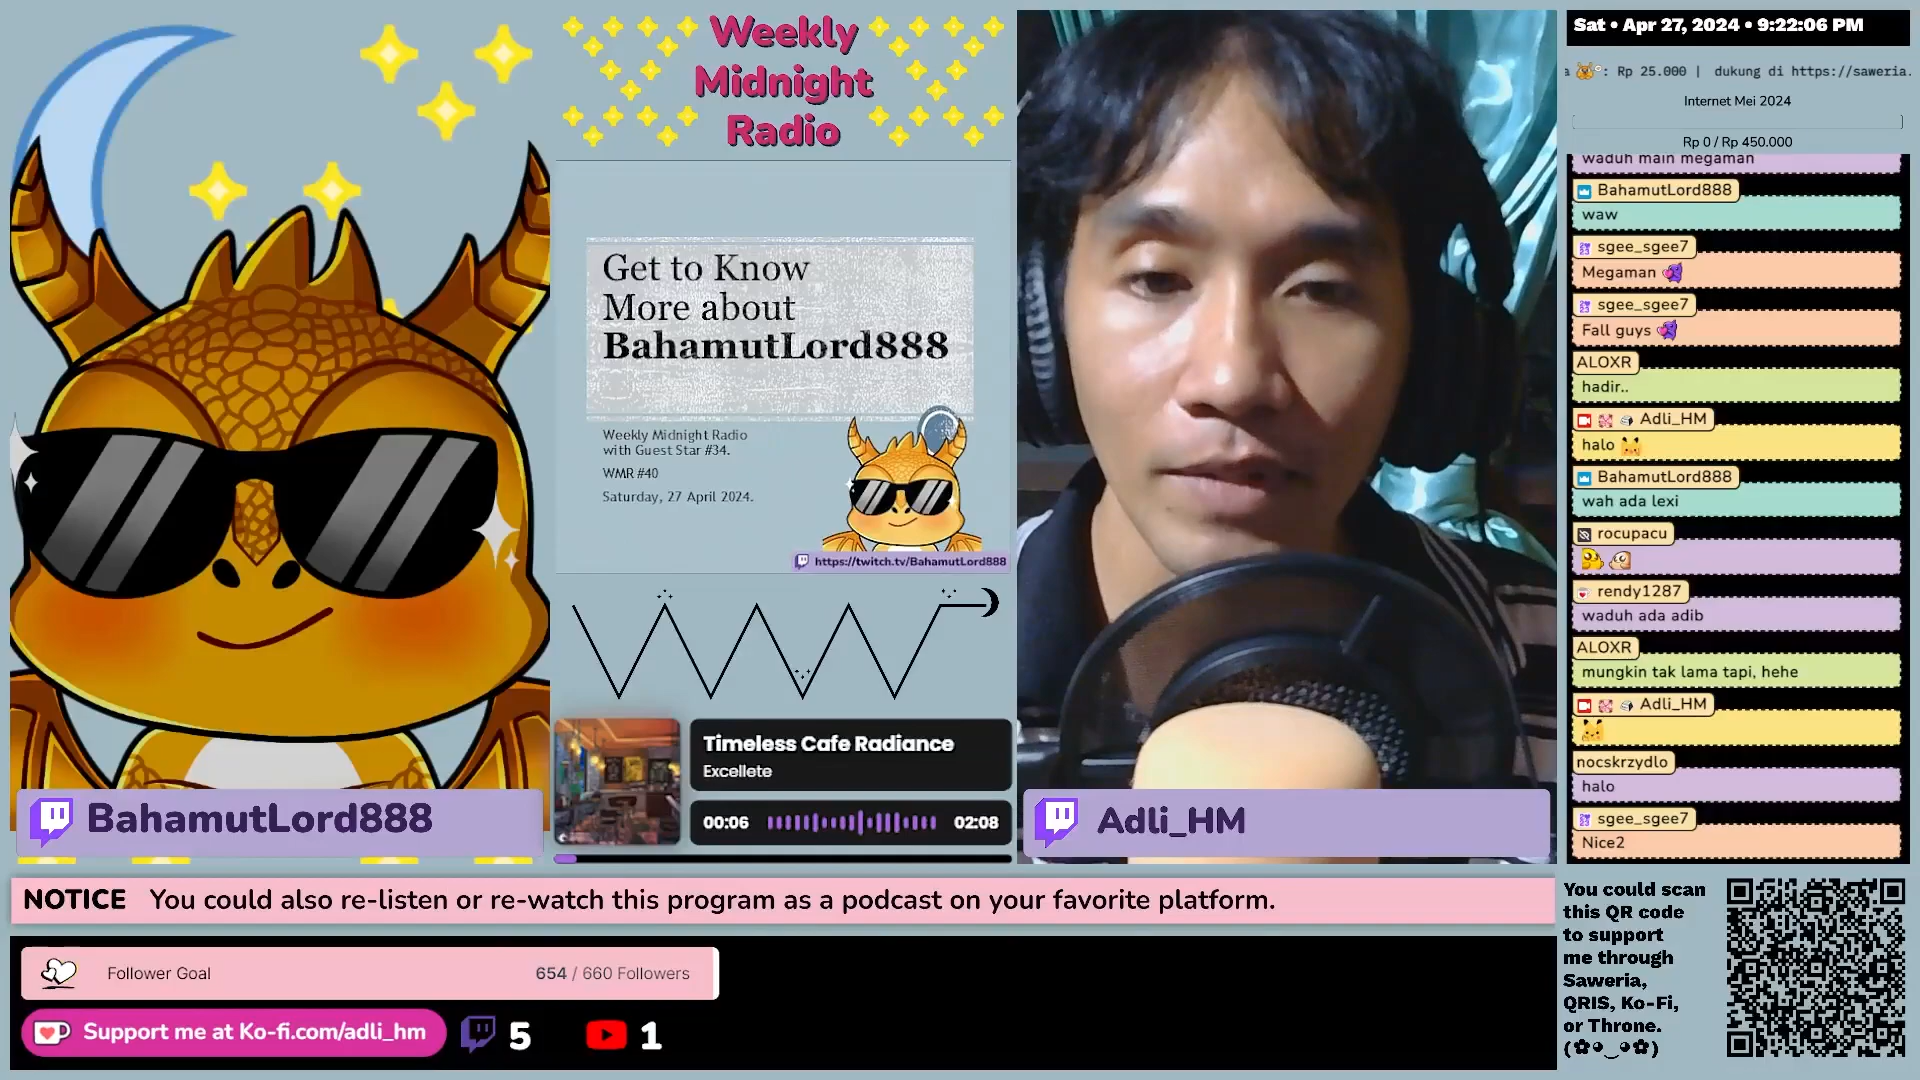 Weekly
Midnight
Radio
Get to Know
More about
BahamutLord888
Weekly Midnight Radio
with Guest Star #34.
WMR #40
Saturday, 27 April 2024.
https://twitch.tv/BahamutLord888
Timeless Cafe Radiance
Excellete
00:06
02:08
BahamutLord888
Adli_HM
Sat • Apr 27, 2024 • 9:22:06 PM
a : Rp 25.000 | dukung di https://saweria.
Internet Mei 2024
Rp 0 / Rp 450.000
waduh main megaman
BahamutLord888
waw
sgee_sgee7
Megaman
sgee_sgee7
Fall guys
ALOXR
hadir..
Adli_HM
halo
BahamutLord888
wah ada lexi
rocupacu
rendy1287
waduh ada adib
ALOXR
mungkin tak lama tapi, hehe
Adli_HM
nocskrzydlo
halo
sgee_sgee7
Nice2
NOTICE You could also re-listen or re-watch this program as a podcast on your favorite platform.
Follower Goal
654 / 660 Followers
Support me at Ko-fi.com/adli_hm
5
1
You could scan
this QR code
to support
me through
Saweria,
QRIS, Ko-Fi,
or Throne.
(✿◕‿◕✿)